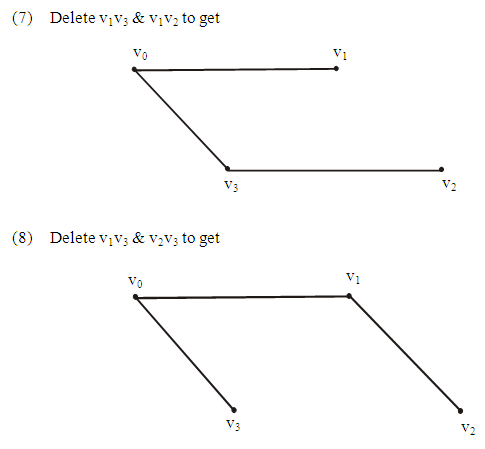 (7) Delete v₁v₃ & v₁v₂ to get
v₀ v₁
v₃ v₂
(8) Delete v₁v₃ & v₂v₃ to get
v₀ v₁
v₃ v₂